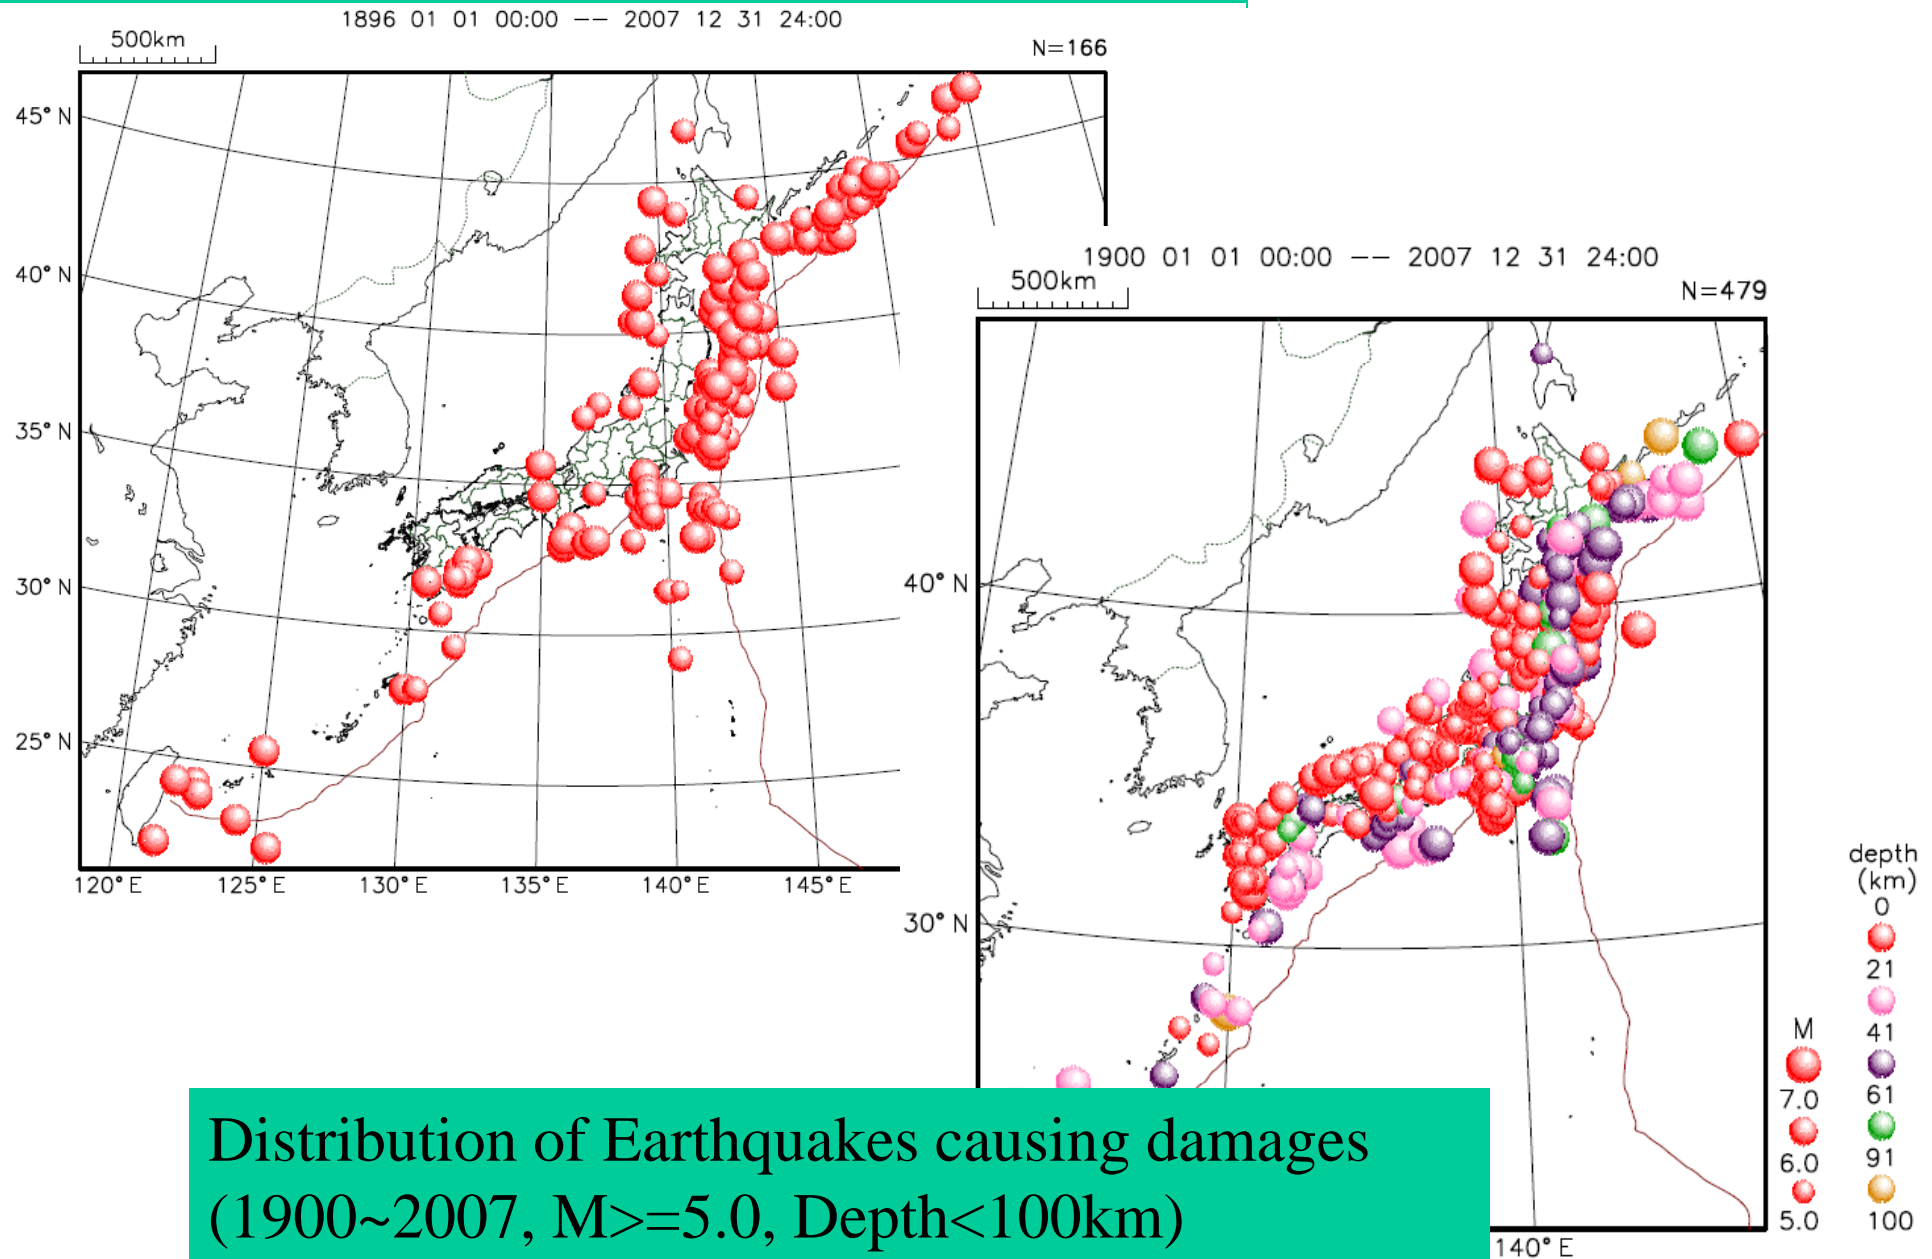 1896 01 01 00:00 -- 2007 12 31 24:00
500km
N=166
45° N
40° N
35° N
30° N
25° N
120° E
125° E
130° E
135° E
140° E
145° E
1900 01 01 00:00 -- 2007 12 31 24:00
500km
N=479
40° N
30° N
140° E
depth
(km)
0
21
41
61
91
100
M
7.0
6.0
5.0
Distribution of Earthquakes causing damages
(1900~2007, M>=5.0, Depth<100km)